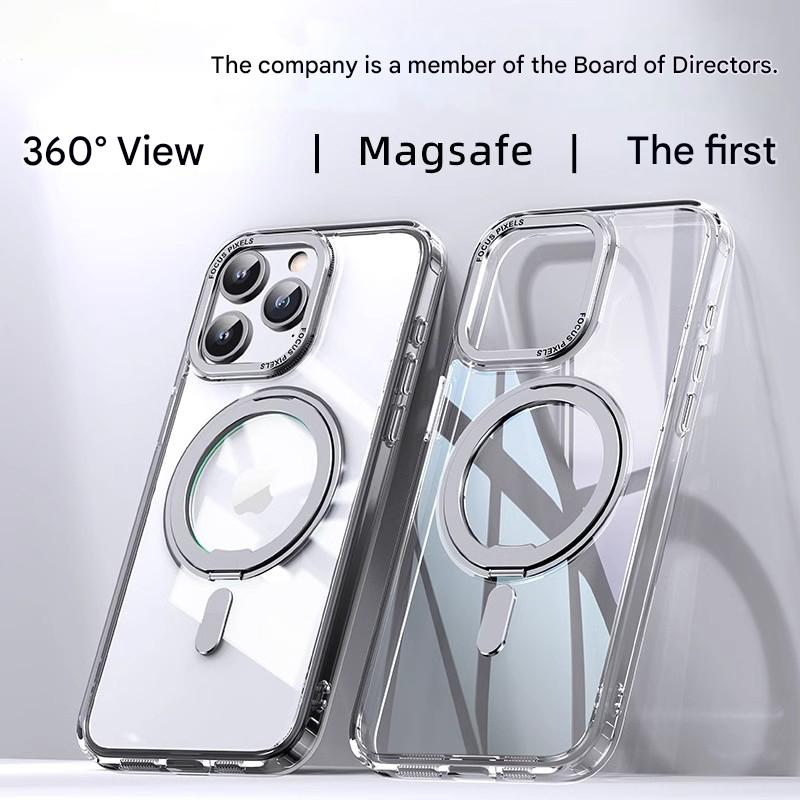 The company is a member of the Board of Directors.
360° View | Magsafe | The first
FOCUS PIXELS
FOCUS PIXELS
FOCUS PIXELS
FOCUS PIXELS